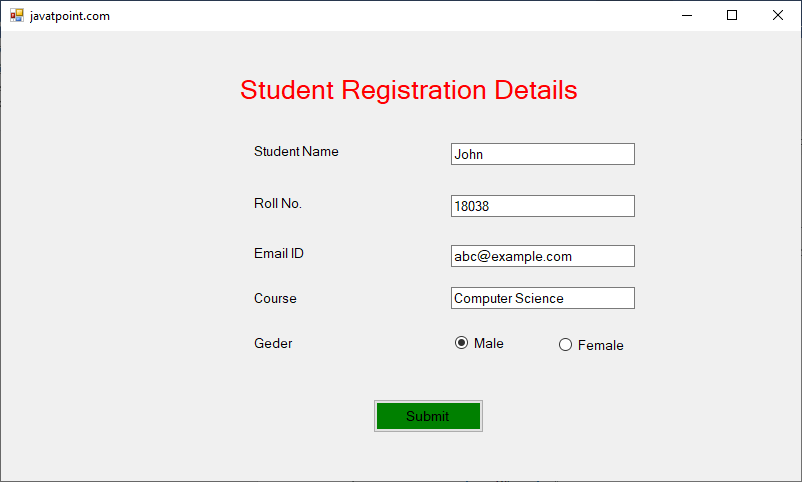 javatpoint.com
Student Registration Details
Student Name John
Roll No. 18038
Email ID abc@example.com
Course Computer Science
Geder Male Female
Submit